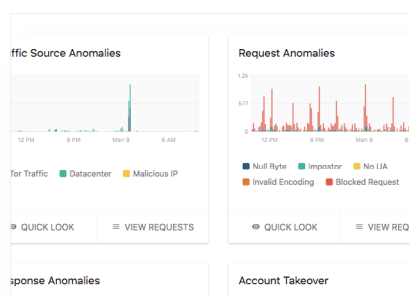 ffic Source Anomalies
12 PM 6 PM Mon 9 6 AM
Tor Traffic Datacenter Malicious IP
QUICK LOOK VIEW REQUESTS
Request Anomalies
1.2k
577
0
12 PM 6 PM Mon 9 6
Null Byte Impostor No UA
Invalid Encoding Blocked Request
QUICK LOOK VIEW REQ
sponse Anomalies
Account Takeover